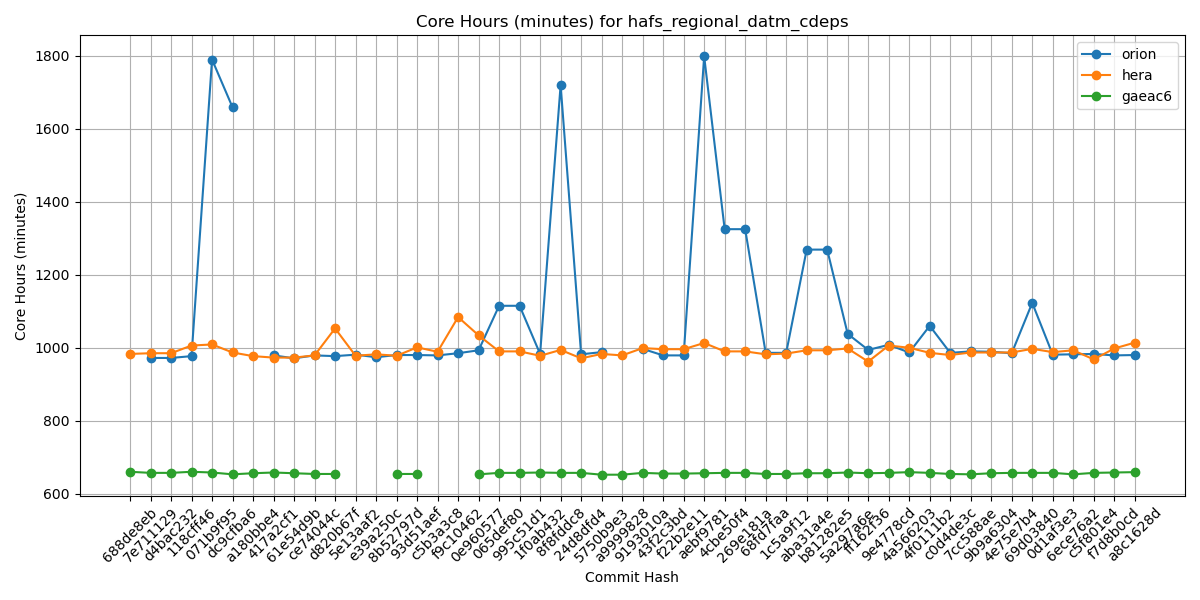 Core Hours (minutes) for hafs_regional_datm_cdeps
orion
hera
gaeac6
Core Hours (minutes)
1800
1600
1400
1200
1000
800
600
688de8eb
7e711129
d4bac232
118cff46
071b9f95
dc9cfba6
a180bbe4
417a2cf1
61e54d9b
ce74044c
d820b67f
5e13aaf2
e39a250c
8b52797d
93d51aef
c5b3a3c8
f9c10462
0e960577
065def80
995c51d1
1f0ab432
8f8fddc8
24d8dfd4
5750b9e3
a9999828
9193010a
43f2c3bd
f22b2e11
aebf9781
4cbe50f4
269e181a
68fd7faa
1c5a9f12
aba31a4e
b81282e5
5a297a6e
ff162f36
9e4778cd
4a566203
4f011b2
c0d4de3c
7cc588ae
9b9a6304
4e75e7b4
69d03840
0d1af3e3
6ece76a2
c5f801e4
f7d8b0cd
a8c1628d
Commit Hash